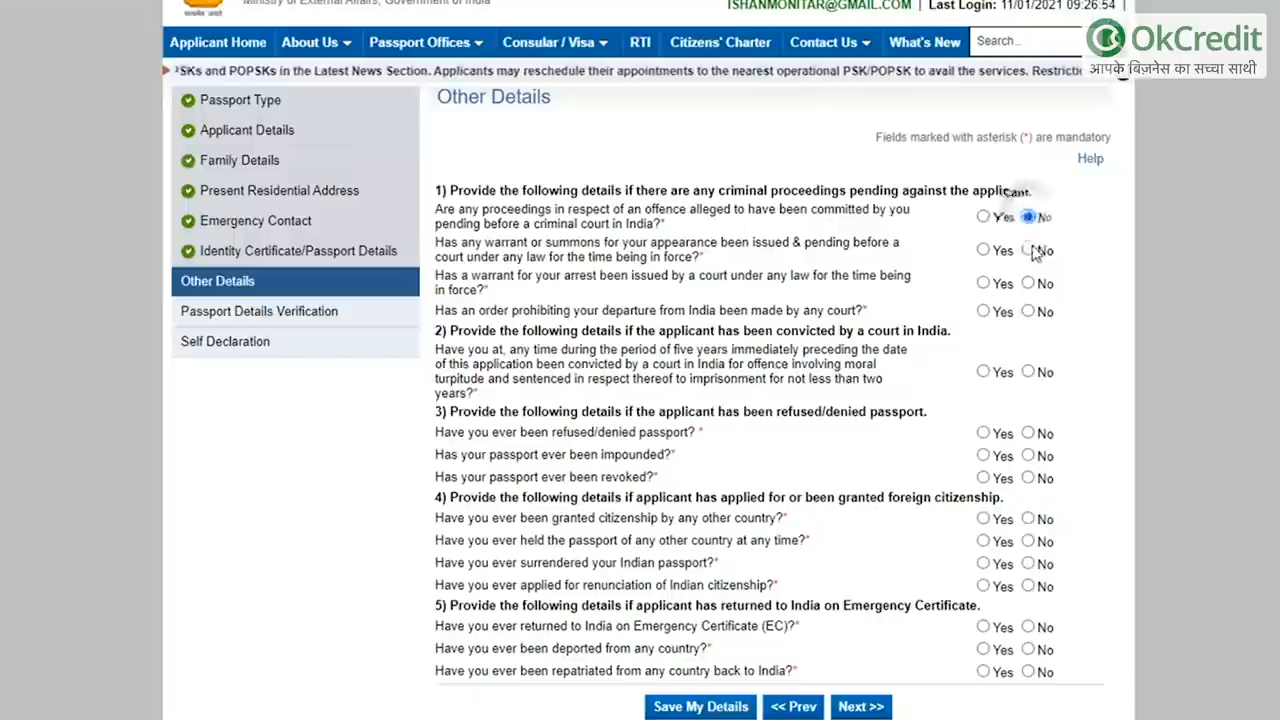 Ministry of External Affairs, Government of India
ISHANMONITAR@GMAIL.COM | Last Login: 11/01/2021 09:26:54 |
Applicant Home About Us Passport Offices Consular / Visa RTI Citizens' Charter Contact Us What's New Search...
OkCredit
आपके बिज़नेस का सच्चा साथी
SKs and POPSKs in the Latest News Section. Applicants may reschedule their appointments to the nearest operational PSK/POPSK to avail the services. Restrictio
Passport Type
Applicant Details
Family Details
Present Residential Address
Emergency Contact
Identity Certificate/Passport Details
Other Details
Passport Details Verification
Self Declaration
Other Details
Fields marked with asterisk (*) are mandatory
Help
1) Provide the following details if there are any criminal proceedings pending against the applicant.
Are any proceedings in respect of an offence alleged to have been committed by you
pending before a criminal court in India?* Yes No
Has any warrant or summons for your appearance been issued & pending before a
court under any law for the time being in force?* Yes No
Has a warrant for your arrest been issued by a court under any law for the time being
in force?* Yes No
Has an order prohibiting your departure from India been made by any court?* Yes No
2) Provide the following details if the applicant has been convicted by a court in India.
Have you at, any time during the period of five years immediately preceding the date
of this application been convicted by a court in India for offence involving moral
turpitude and sentenced in respect thereof to imprisonment for not less than two
years?* Yes No
3) Provide the following details if the applicant has been refused/denied passport.
Have you ever been refused/denied passport? * Yes No
Has your passport ever been impounded?* Yes No
Has your passport ever been revoked?* Yes No
4) Provide the following details if applicant has applied for or been granted foreign citizenship.
Have you ever been granted citizenship by any other country?* Yes No
Have you ever held the passport of any other country at any time?* Yes No
Have you ever surrendered your Indian passport?* Yes No
Have you ever applied for renunciation of Indian citizenship?* Yes No
5) Provide the following details if applicant has returned to India on Emergency Certificate.
Have you ever returned to India on Emergency Certificate (EC)?* Yes No
Have you ever been deported from any country?* Yes No
Have you ever been repatriated from any country back to India?* Yes No
Save My Details << Prev Next >>